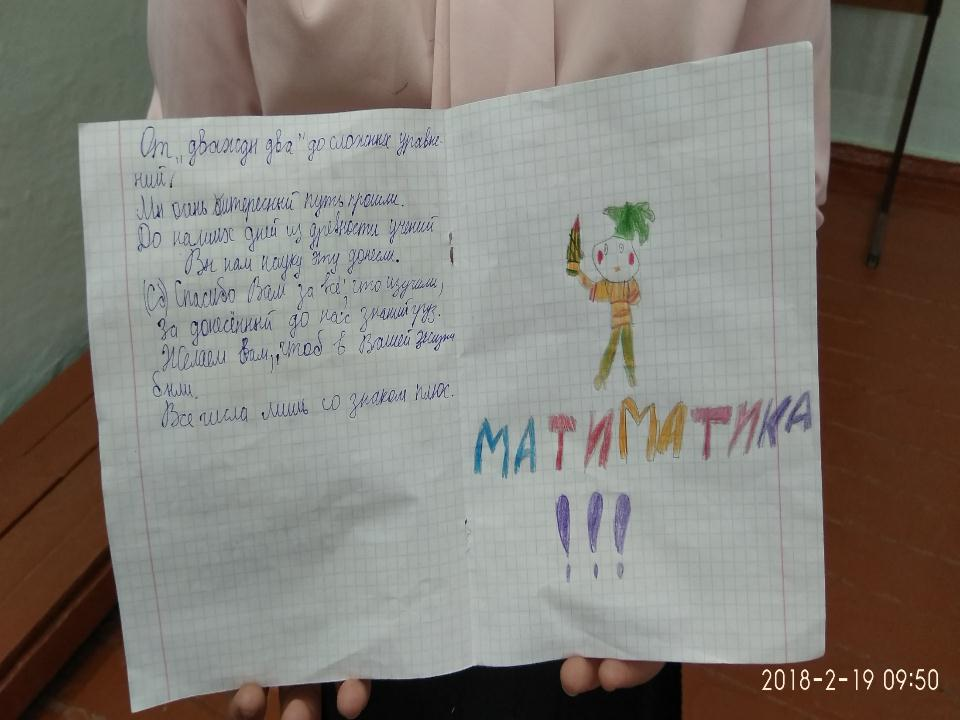 От „дважды два" до сложных уравне-
ний!
Мы очень интересный путь прошли.
До наших дней из древности учений
Вы нам науку эту донесли.
(Сд) Спасибо Вам за всё, что изучали,
За донесённый до нас знаний груз.
Желаем вам, чтоб в Вашей жизни
были.
Все числа лишь со знаком плюс.
МАТИМАТИКА
!!!
2018-2-19 09:50